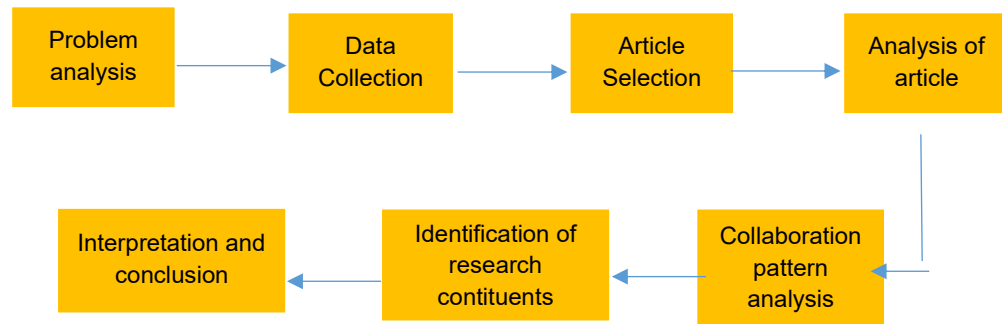 Problem
analysis
Data
Collection
Article
Selection
Analysis of
article
Collaboration
pattern
analysis
Identification of
research
contituents
Interpretation and
conclusion